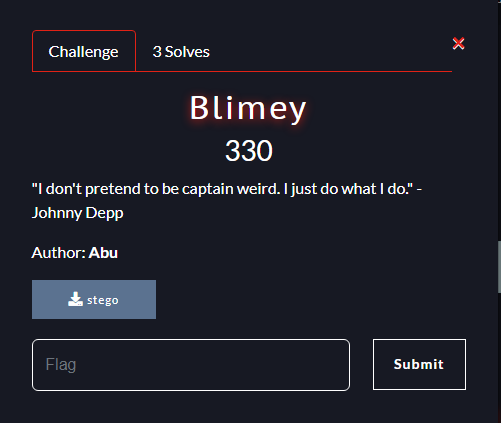 Challenge
3 Solves
Blimey
330
"I don't pretend to be captain weird. I just do what I do." -
Johnny Depp
Author: Abu
stego
Flag
Submit